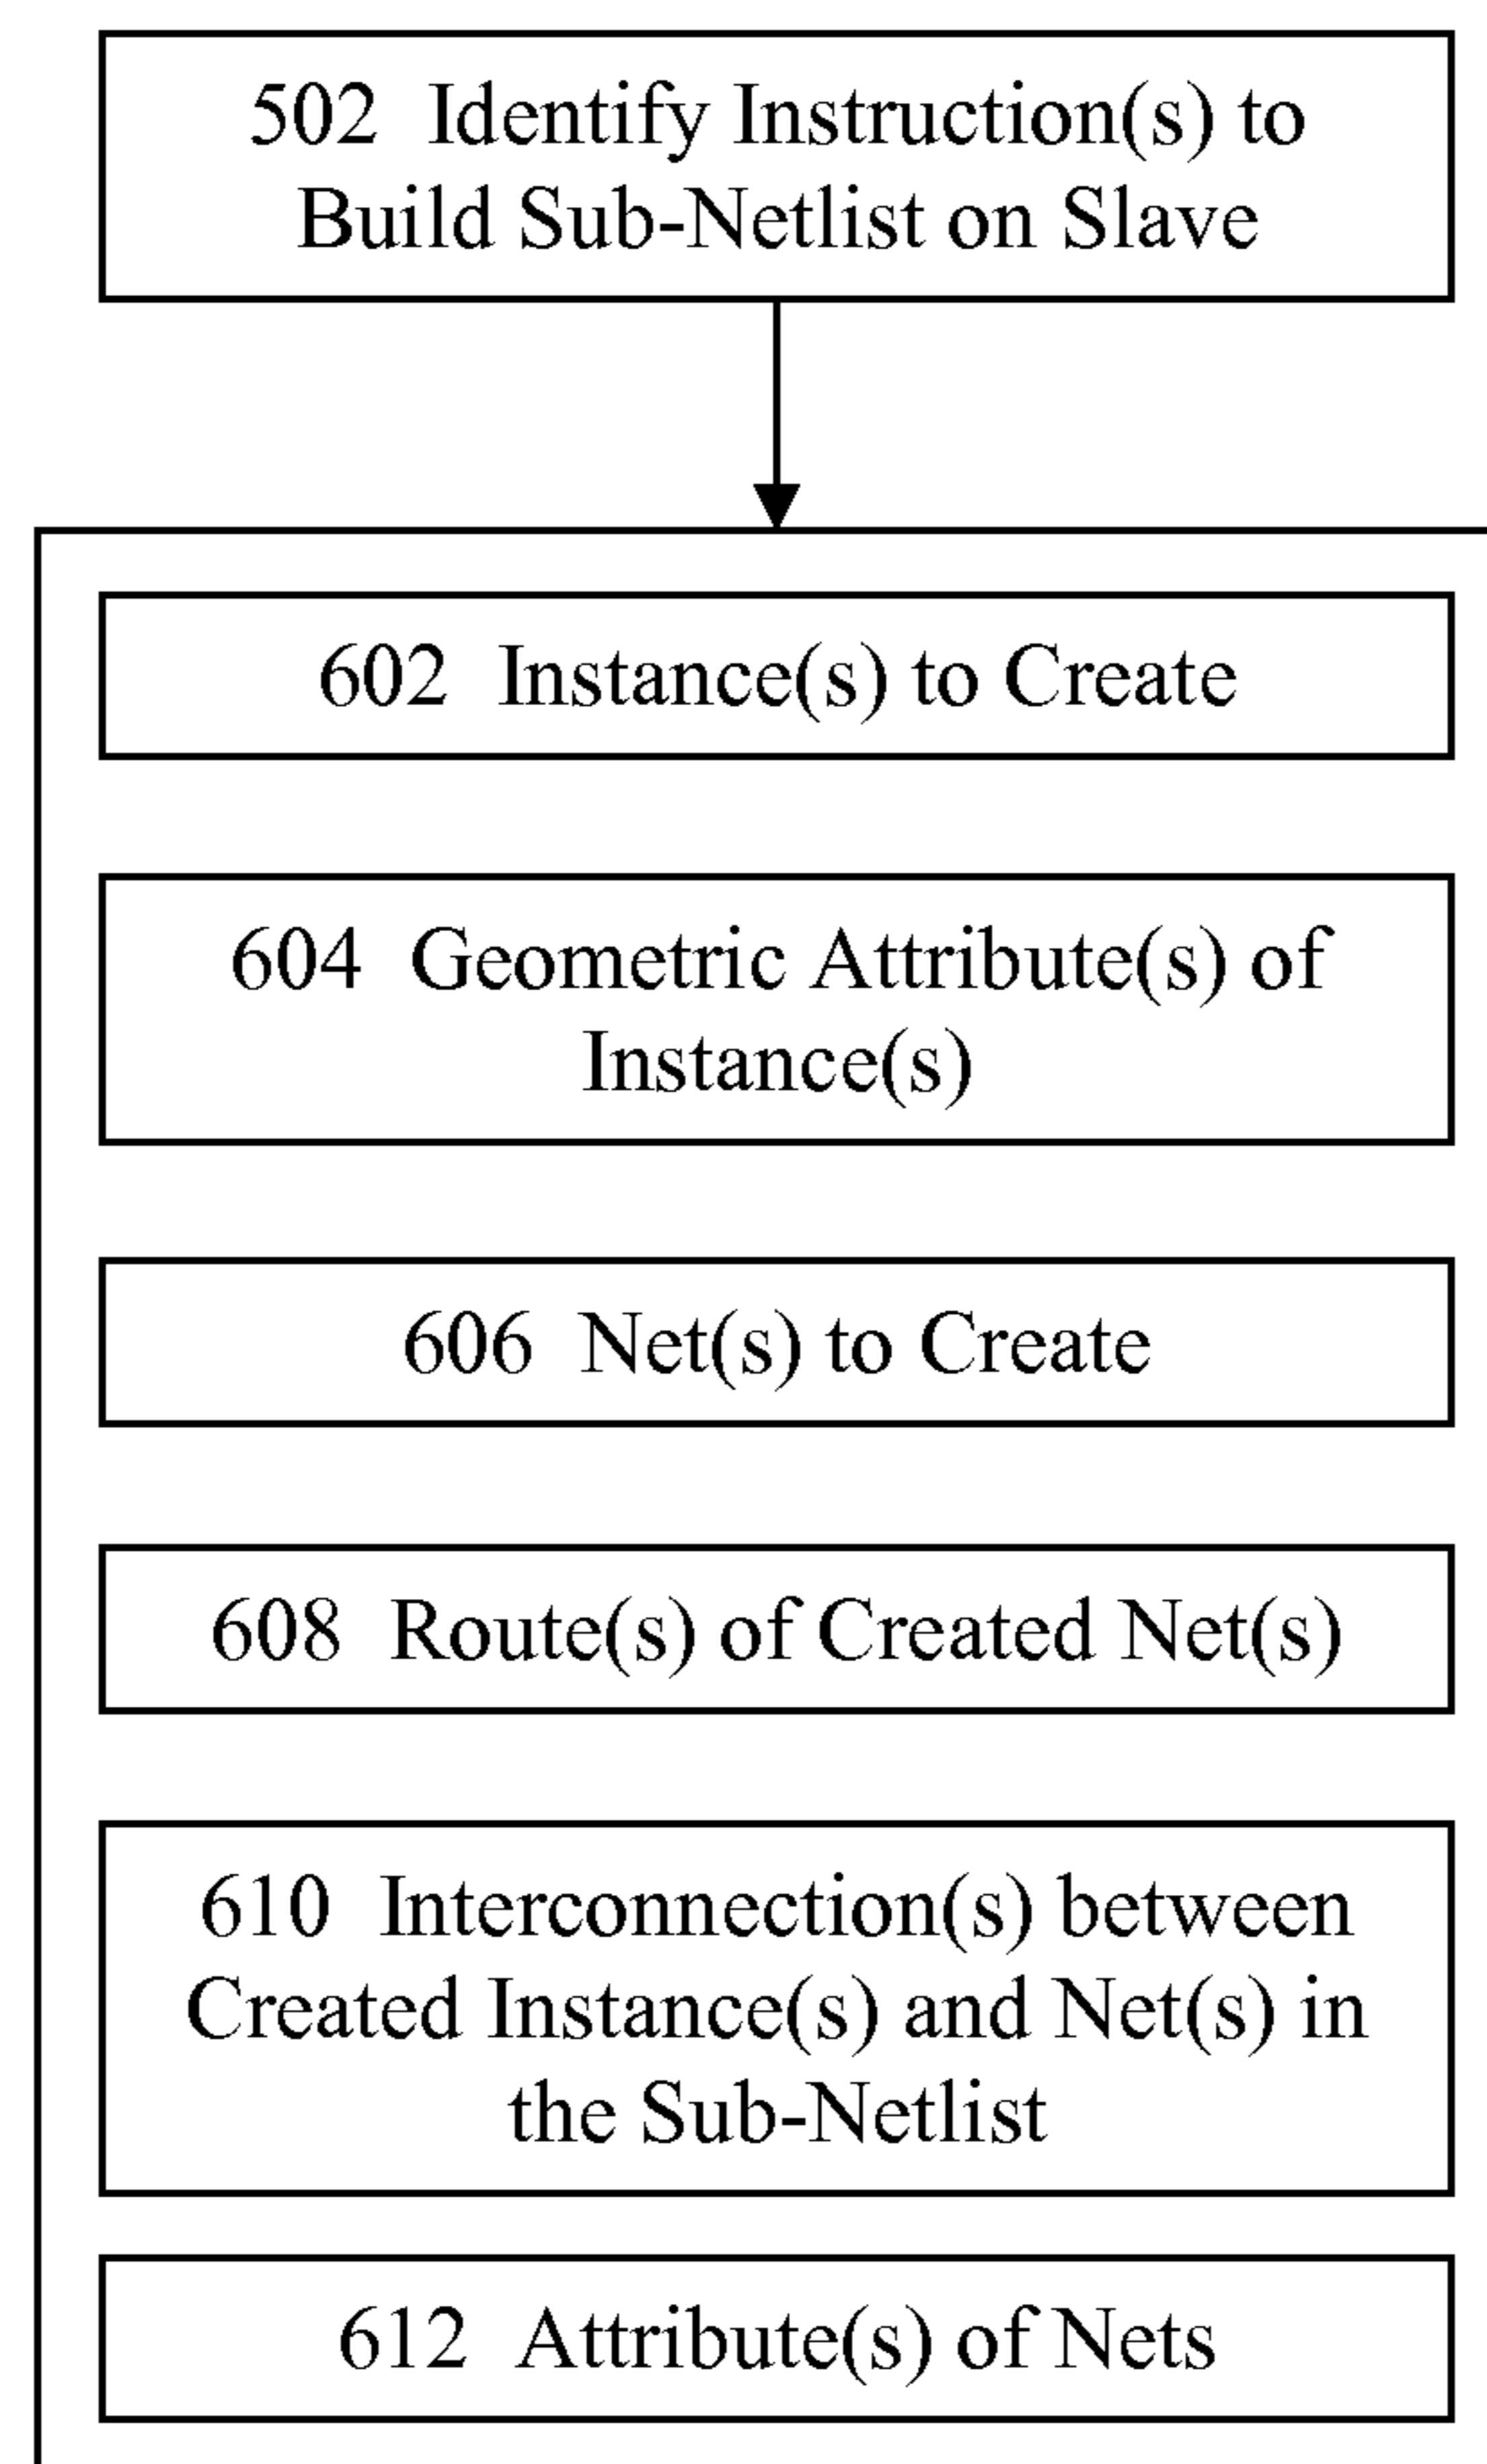 502 Identify Instruction(s) to
Build Sub-Netlist on Slave
602 Instance(s) to Create
604 Geometric Attribute(s) of
Instance(s)
606 Net(s) to Create
608 Route(s) of Created Net(s)
610 Interconnection(s) between
Created Instance(s) and Net(s) in
the Sub-Netlist
612 Attribute(s) of Nets